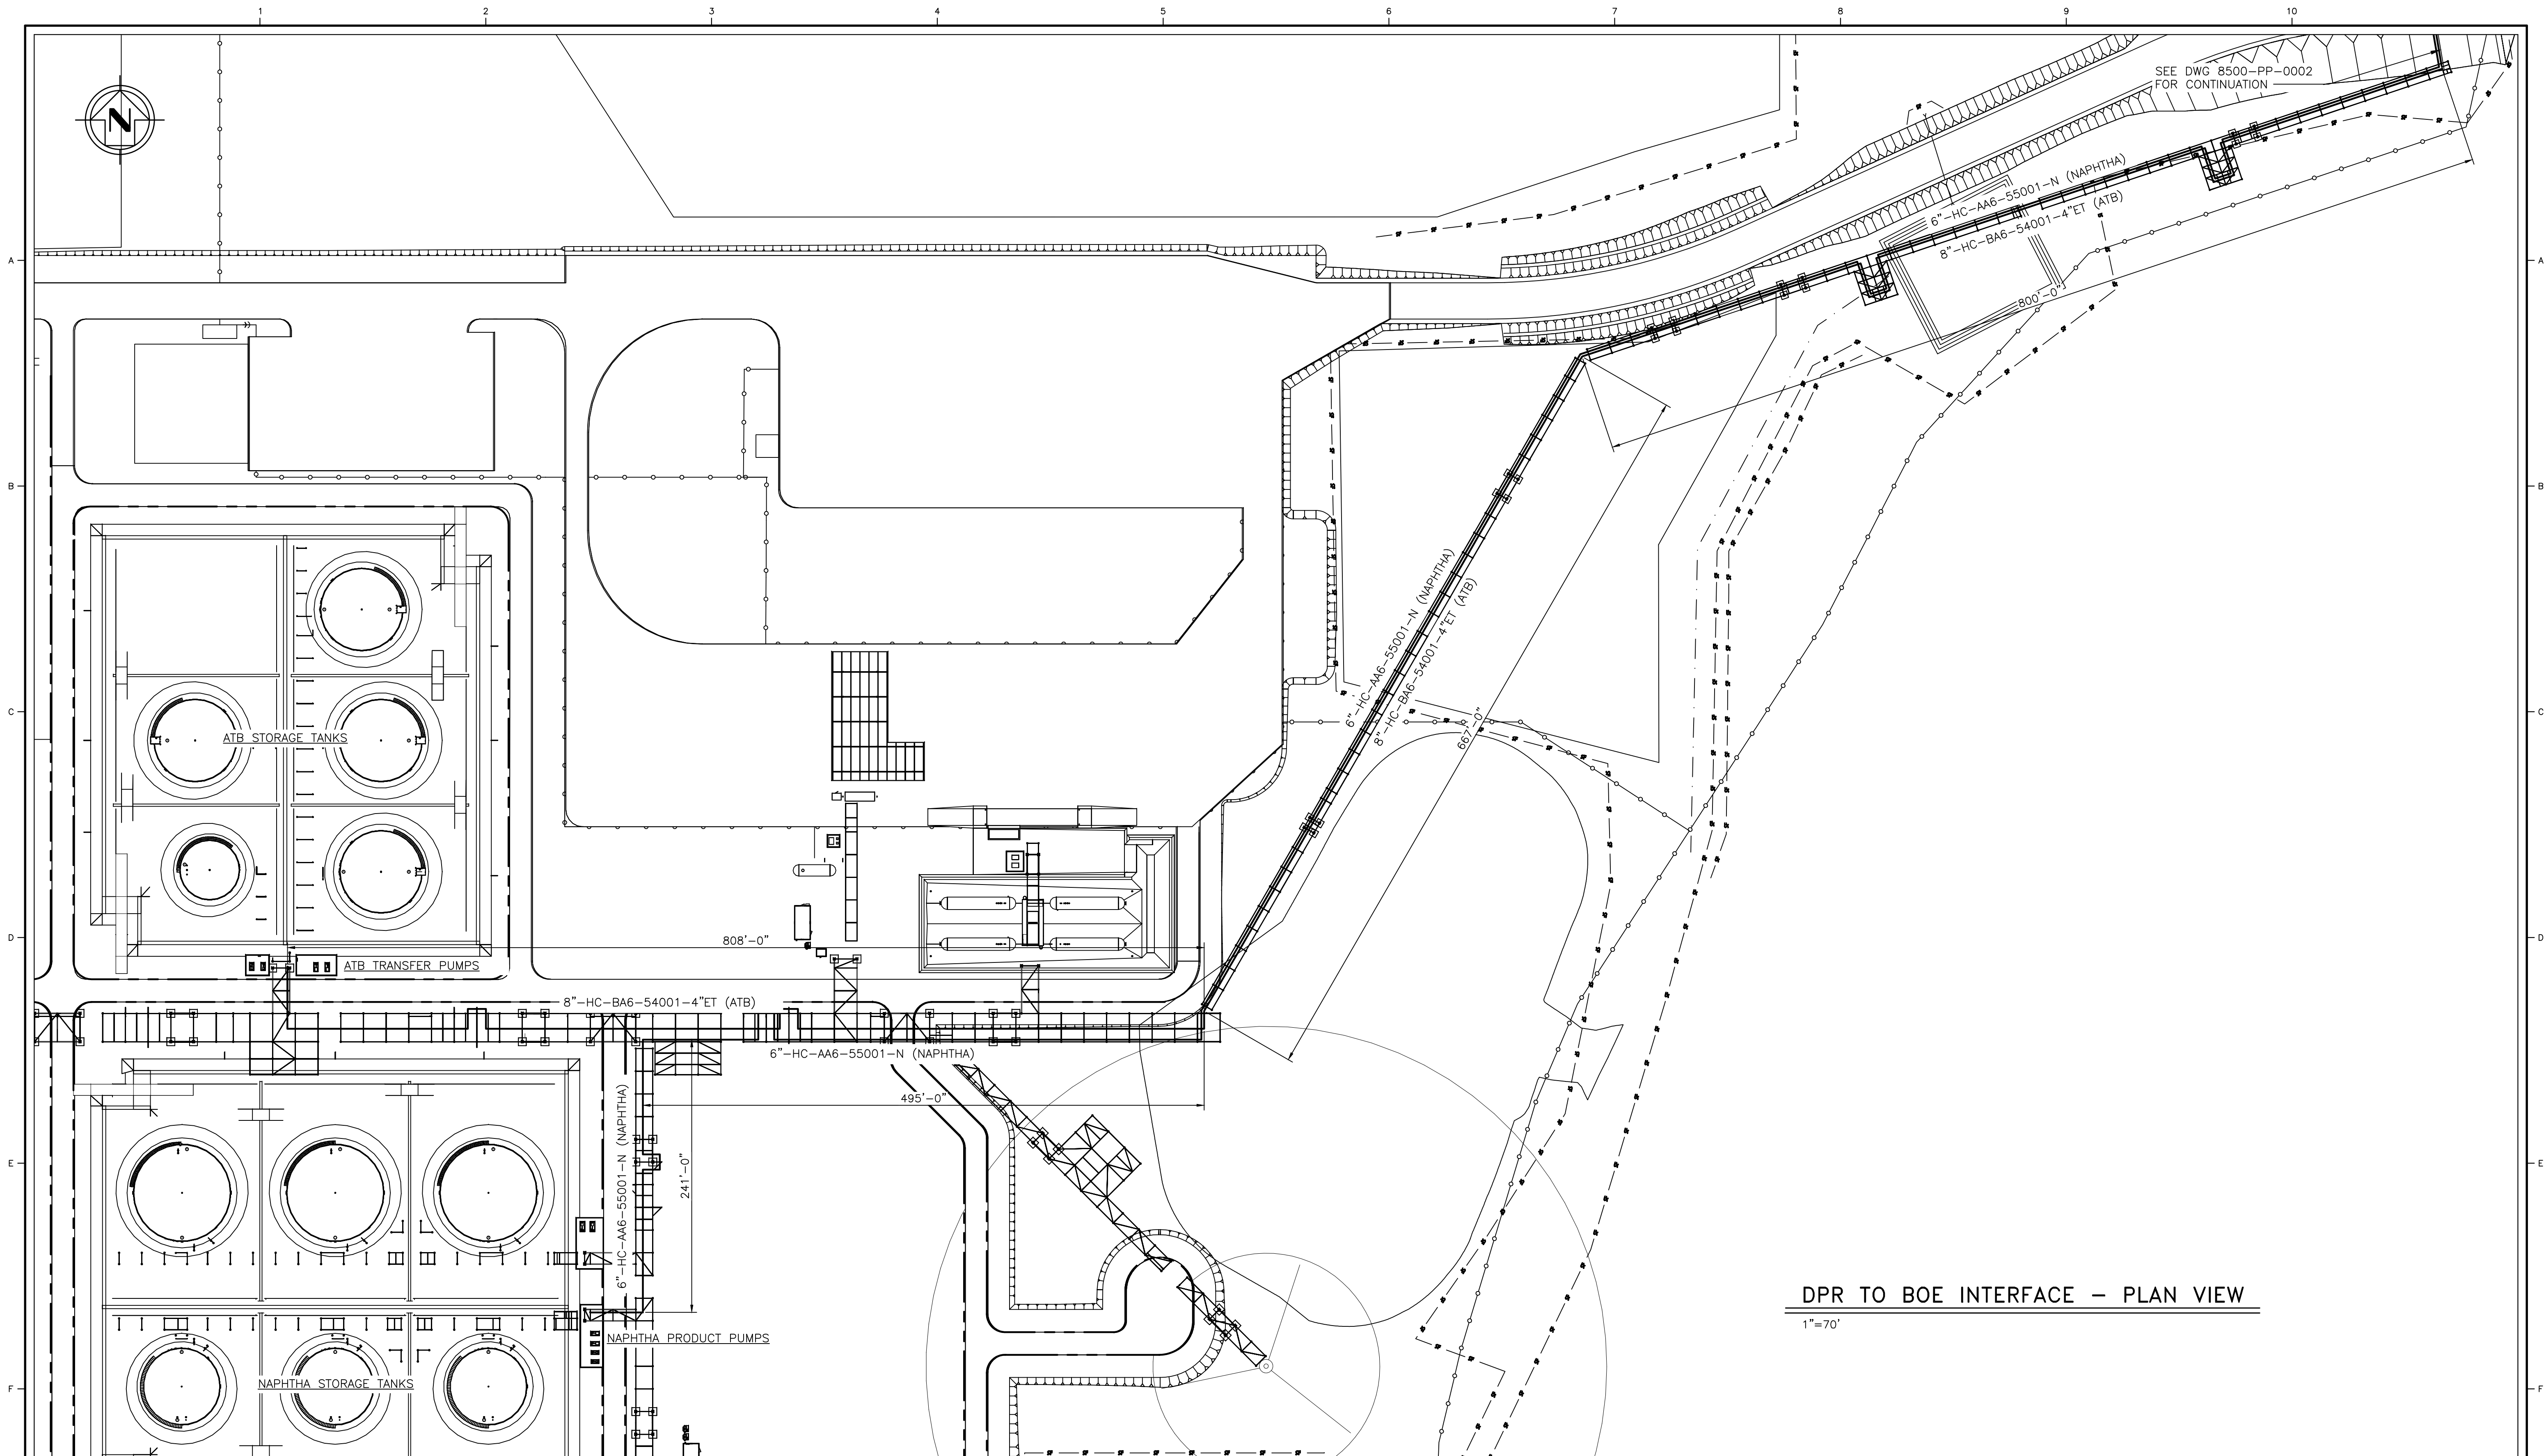 1 2 3 4 5 6 7 8 9 10
N
SEE DWG 8500-PP-0002
FOR CONTINUATION
6"-HC-AA6-55001-N (NAPHTHA)
8"-HC-BA6-54001-4"ET (ATB)
A A
800'-0"
B B
6"-HC-AA6-55001-N (NAPHTHA)
8"-HC-BA6-54001-4"ET (ATB)
667'-0"
C C
ATB STORAGE TANKS
D D
808'-0"
ATB TRANSFER PUMPS
8"-HC-BA6-54001-4"ET (ATB)
6"-HC-AA6-55001-N (NAPHTHA)
495'-0"
6"-HC-AA6-55001-N (NAPHTHA)
241'-0"
E E
DPR TO BOE INTERFACE – PLAN VIEW
1"=70'
NAPHTHA PRODUCT PUMPS
NAPHTHA STORAGE TANKS
F F